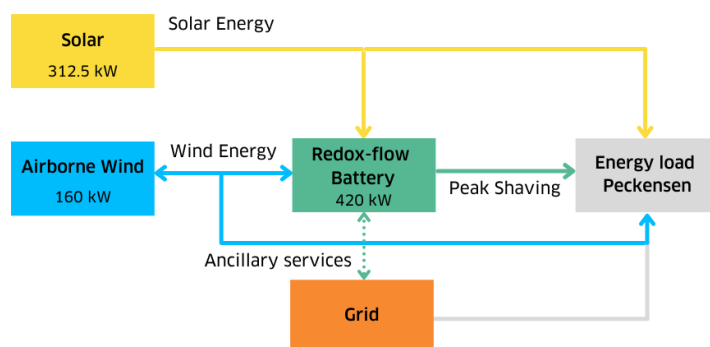 Solar Energy
Solar
312.5 kW
Wind Energy
Airborne Wind
160 kW
Redox-flow
Battery
420 kW
Peak Shaving
Energy load
Peckensen
Ancillary services
Grid